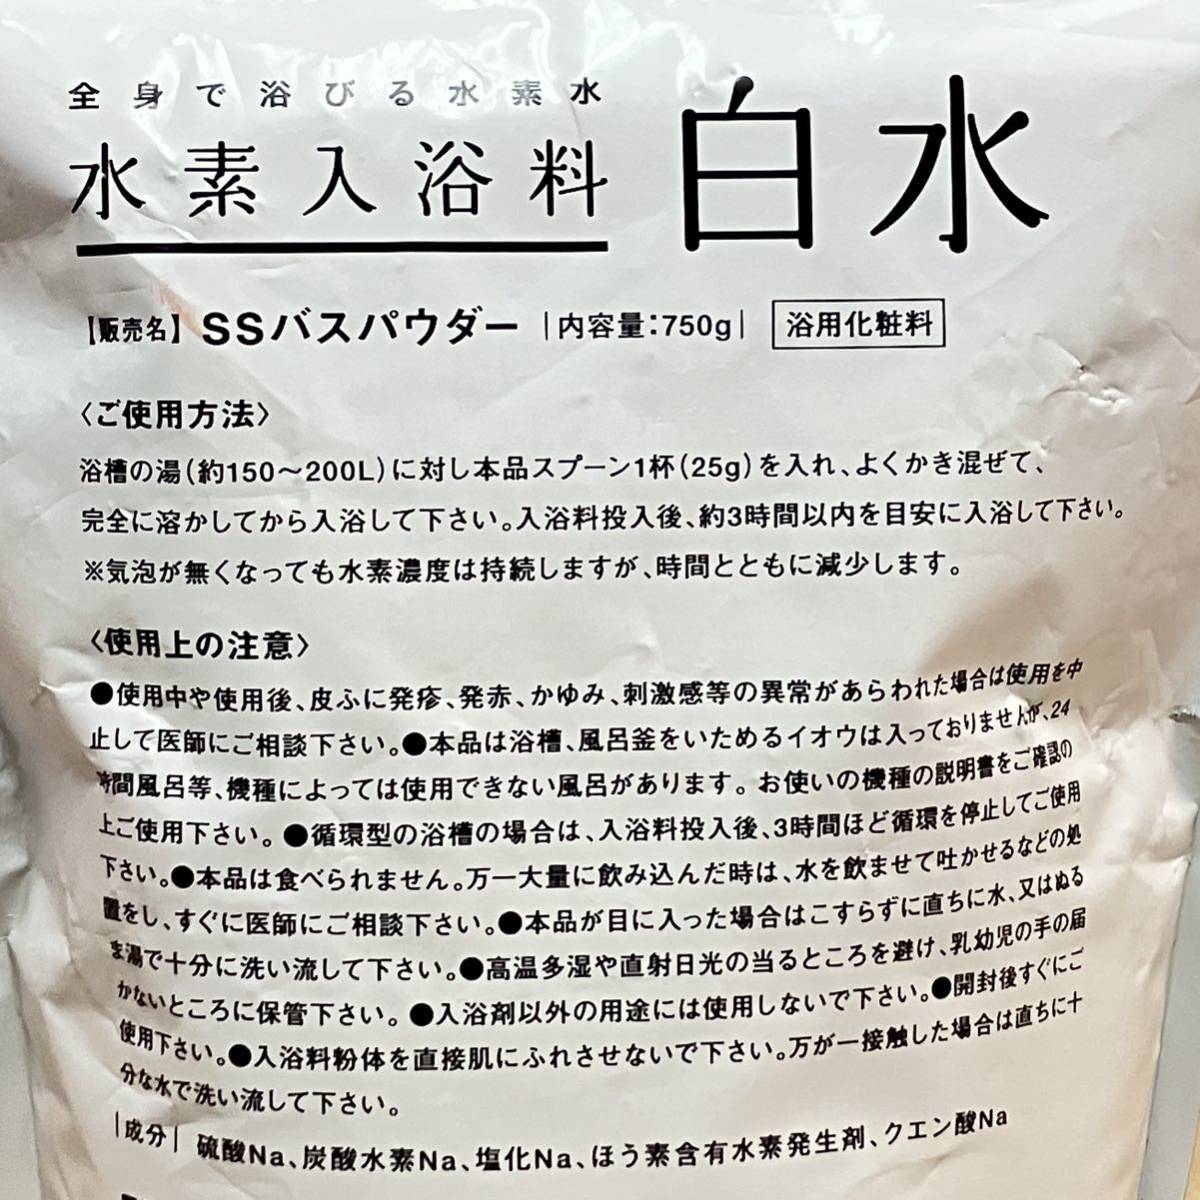 全身で浴びる水素水
水素入浴料 白水
【販売名】SSバスパウダー |内容量:750g| 浴用化粧料
〈ご使用方法〉
浴槽の湯(約150〜200L)に対し本品スプーン1杯(25g)を入れ、よくかき混ぜて、
完全に溶かしてから入浴して下さい。入浴料投入後、約3時間以内を目安に入浴して下さい。
※気泡が無くなっても水素濃度は持続しますが、時間とともに減少します。
〈使用上の注意〉
●使用中や使用後、皮ふに発疹、発赤、かゆみ、刺激感等の異常があらわれた場合は使用を中
止して医師にご相談下さい。●本品は浴槽、風呂釜をいためるイオウは入っておりませんが、24
時間風呂等、機種によっては使用できない風呂があります。お使いの機種の説明書をご確認の
上ご使用下さい。●循環型の浴槽の場合は、入浴料投入後、3時間ほど循環を停止してご使用
下さい。●本品は食べられません。万一大量に飲み込んだ時は、水を飲ませて吐かせるなどの処
置をし、すぐに医師にご相談下さい。●本品が目に入った場合はこすらずに直ちに水、又はぬる
ま湯で十分に洗い流して下さい。●高温多湿や直射日光の当るところを避け、乳幼児の手の届
かないところに保管下さい。●入浴剤以外の用途には使用しないで下さい。●開封後すぐにご
使用下さい。●入浴料粉体を直接肌にふれさせないで下さい。万が一接触した場合は直ちに十
分な水で洗い流して下さい。
|成分| 硫酸Na、炭酸水素Na、塩化Na、ほう素含有水素発生剤、クエン酸Na